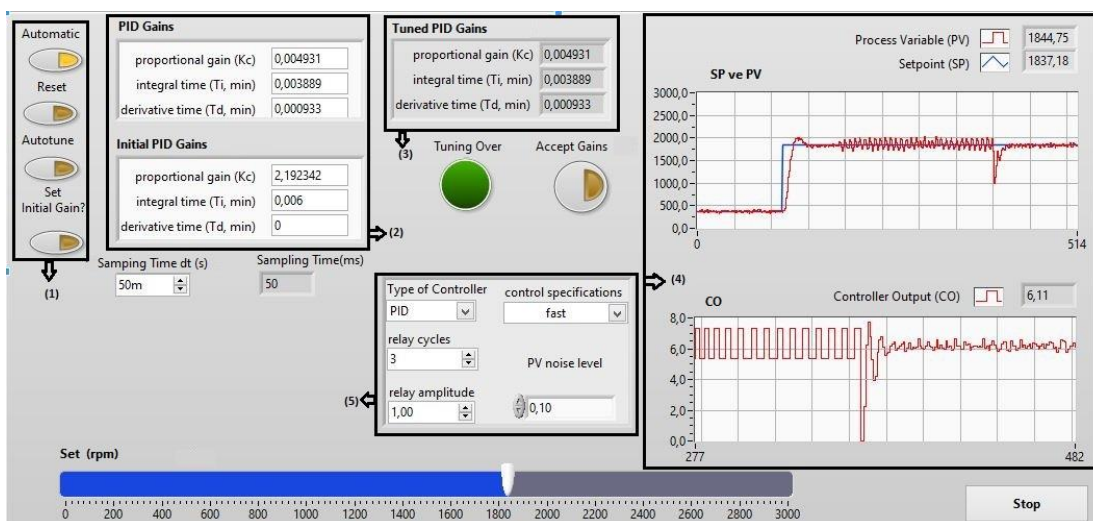 Automatic
Reset
Autotune
Set
Initial Gain?
(1)
PID Gains
proportional gain (Kc) 0,004931
integral time (Ti, min) 0,003889
derivative time (Td, min) 0,000933
Initial PID Gains
proportional gain (Kc) 2,192342
integral time (Ti, min) 0,006
derivative time (Td, min) 0
(2)
Samping Time dt (s)
50m
Sampling Time(ms)
50
Tuned PID Gains
proportional gain (Kc) 0,004931
integral time (Ti, min) 0,003889
derivative time (Td, min) 0,000933
(3)
Tuning Over
Accept Gains
Type of Controller
PID
control specifications
fast
relay cycles
3
PV noise level
0,10
relay amplitude
1,00
(5)
Process Variable (PV) 1844,75
Setpoint (SP) 1837,18
SP ve PV
3000,0
2500,0
2000,0
1500,0
1000,0
500,0
0,0
0 514
(4)
CO
Controller Output (CO) 6,11
8,0
6,0
4,0
2,0
0,0
277 482
Set (rpm)
0 200 400 600 800 1000 1200 1400 1600 1800 2000 2200 2400 2600 2800 3000
Stop